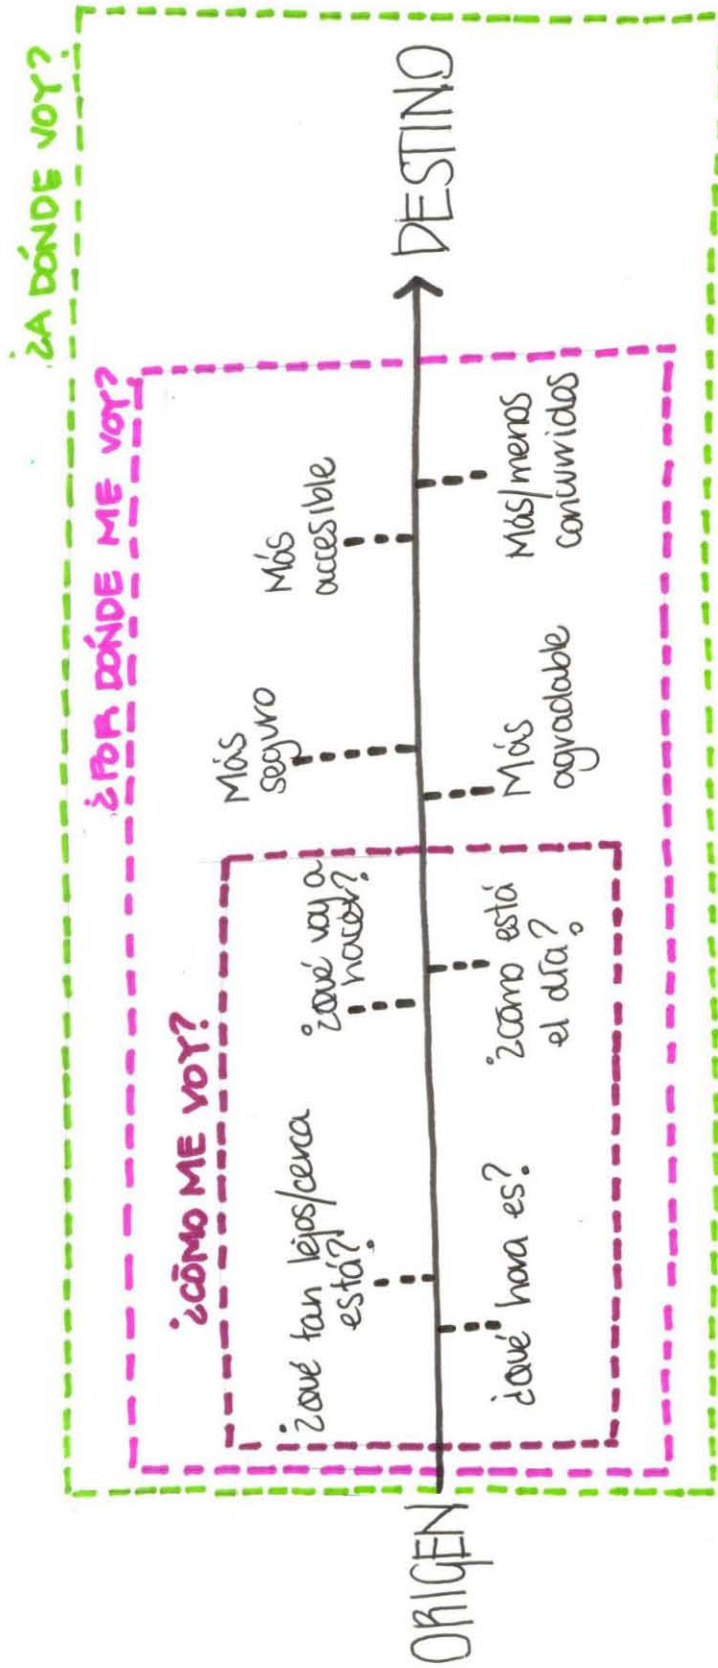 ¿A DÓNDE VOY?
¿POR DÓNDE ME VOY?
¿CÓMO ME VOY?
¿Qué tan lejos/cerca
está?
¿Qué voy a
hacer?
Más
seguro
Más
accesible
ORIGEN
DESTINO
¿Qué hora es?
¿Cómo está
el día?
Más
agradable
Más/menos
concurridos